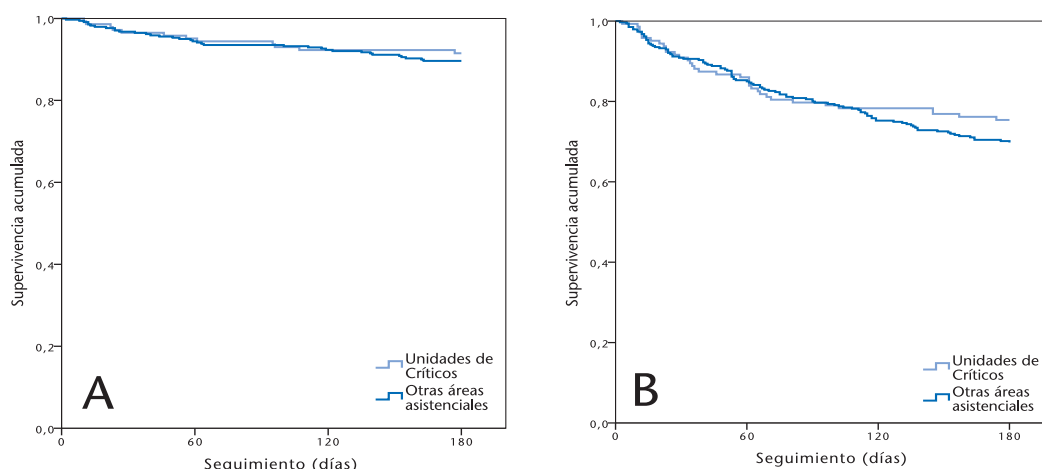 1,0
0,8
0,6
0,4
0,2
0,0
Supervivencia acumulada
A
Unidades de
Críticos
Otras áreas
asistenciales
0
60
120
180
Seguimiento (días)
1,0
0,8
0,6
0,4
0,2
0,0
Supervivencia acumulada
B
Unidades de
Críticos
Otras áreas
asistenciales
0
60
120
180
Seguimiento (días)